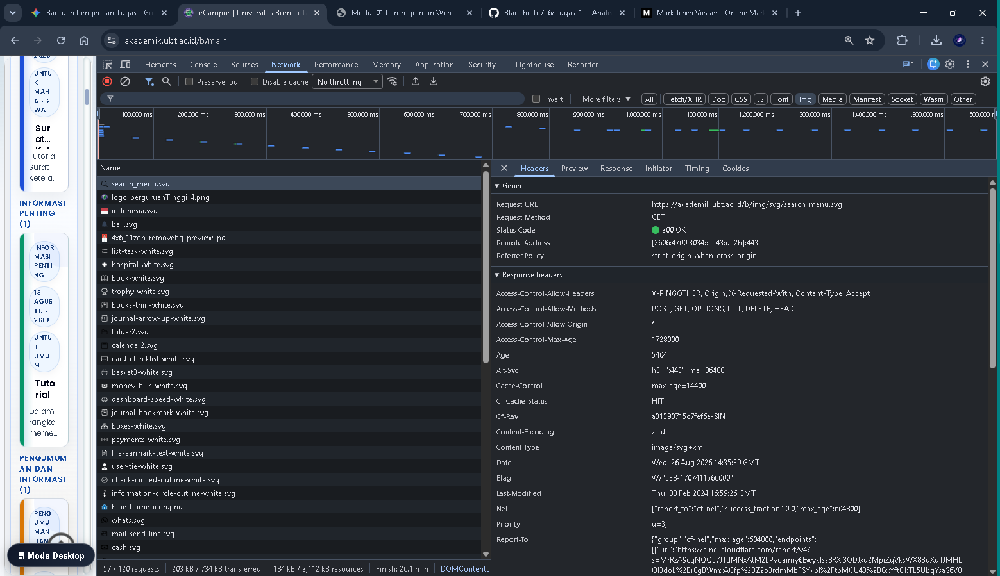 Bantuan Pengerjaan Tugas - Go
eCampus | Universitas Borneo T
Modul 01 Pemrograman Web -
Blanchette756/Tugas-1---Anali
Markdown Viewer - Online Mar
akademik.ubt.ac.id/b/main
Elements Console Sources Network Performance Memory Application Security Lighthouse Recorder 1
Preserve log Disable cache No throttling
Invert More filters All Fetch/XHR Doc CSS JS Font Img Media Manifest Socket Wasm Other
100,000 ms 200,000 ms 300,000 ms 400,000 ms 500,000 ms 600,000 ms 700,000 ms 800,000 ms 900,000 ms 1,000,000 ms 1,100,000 ms 1,200,000 ms 1,300,000 ms 1,400,000 ms 1,500,000 ms 1,600,000 r
UNTU
K
MAH
ASIS
WA
Sur
at...
Tutorial
Surat
Ketera...
INFORMASI
PENTING
(1)
INFOR
MASI
PENTI
NG
13
AGUS
TUS
2019
UNTU
K
UMU
M
Tuto
rial
Dalam
rangka
meme...
PENGUMUM
AN DAN
INFORMASI
(1)
PENG
UMU
MAN
DAN
Mode Desktop
Name
search_menu.svg
logo_perguruanTinggi_4.png
indonesia.svg
bell.svg
4x6_11zon-removebg-preview.jpg
list-task-white.svg
hospital-white.svg
book-white.svg
trophy-white.svg
books-thin-white.svg
journal-arrow-up-white.svg
folder2.svg
calendar2.svg
card-checklist-white.svg
basket3-white.svg
money-bills-white.svg
dashboard-speed-white.svg
journal-bookmark-white.svg
boxes-white.svg
payments-white.svg
file-earmark-text-white.svg
user-tie-white.svg
check-circled-outline-white.svg
information-circle-outline-white.svg
blue-home-icon.png
whats.svg
mail-send-line.svg
cash.svg
57 / 120 requests 203 kB / 734 kB transferred 184 kB / 2,112 kB resources Finish: 26.1 min DOMContentL
Headers Preview Response Initiator Timing Cookies
General
Request URL https://akademik.ubt.ac.id/b/img/svg/search_menu.svg
Request Method GET
Status Code 200 OK
Remote Address [2606:4700:3034::ac43:d52b]:443
Referrer Policy strict-origin-when-cross-origin
Response headers
Access-Control-Allow-Headers X-PINGOTHER, Origin, X-Requested-With, Content-Type, Accept
Access-Control-Allow-Methods POST, GET, OPTIONS, PUT, DELETE, HEAD
Access-Control-Allow-Origin *
Access-Control-Max-Age 1728000
Age 5404
Alt-Svc h3=":443"; ma=86400
Cache-Control max-age=14400
Cf-Cache-Status HIT
Cf-Ray a31390715c7fef6e-SIN
Content-Encoding zstd
Content-Type image/svg+xml
Date Wed, 26 Aug 2026 14:35:39 GMT
Etag W/"538-1707411566000"
Last-Modified Thu, 08 Feb 2024 16:59:26 GMT
Nel {"report_to":"cf-nel","success_fraction":0.0,"max_age":604800}
Priority u=3,i
Report-To {"group":"cf-nel","max_age":604800,"endpoints":
[{"url":"https://a.nel.cloudflare.com/report/v4?